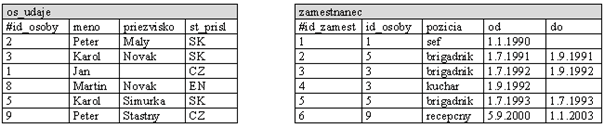 os_udaje
#id_osoby meno priezvisko st_prisl
2 Peter Maly SK
3 Karol Novak SK
1 Jan CZ
8 Martin Novak EN
5 Karol Simurka SK
9 Peter Stastny CZ
zamestnanec
#id_zamest id_osoby pozicia od do
1 1 sef 1.1.1990
2 5 brigadnik 1.7.1991 1.9.1991
3 3 brigadnik 1.7.1992 1.9.1992
4 3 kuchar 1.9.1992
5 5 brigadnik 1.7.1993 1.7.1993
6 9 recepcny 5.9.2000 1.1.2003